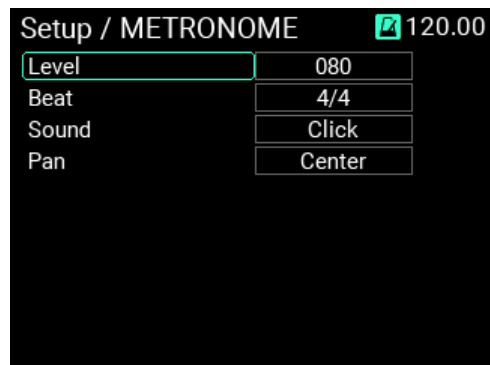 Setup / METRONOME 120.00
Level 080
Beat 4/4
Sound Click
Pan Center